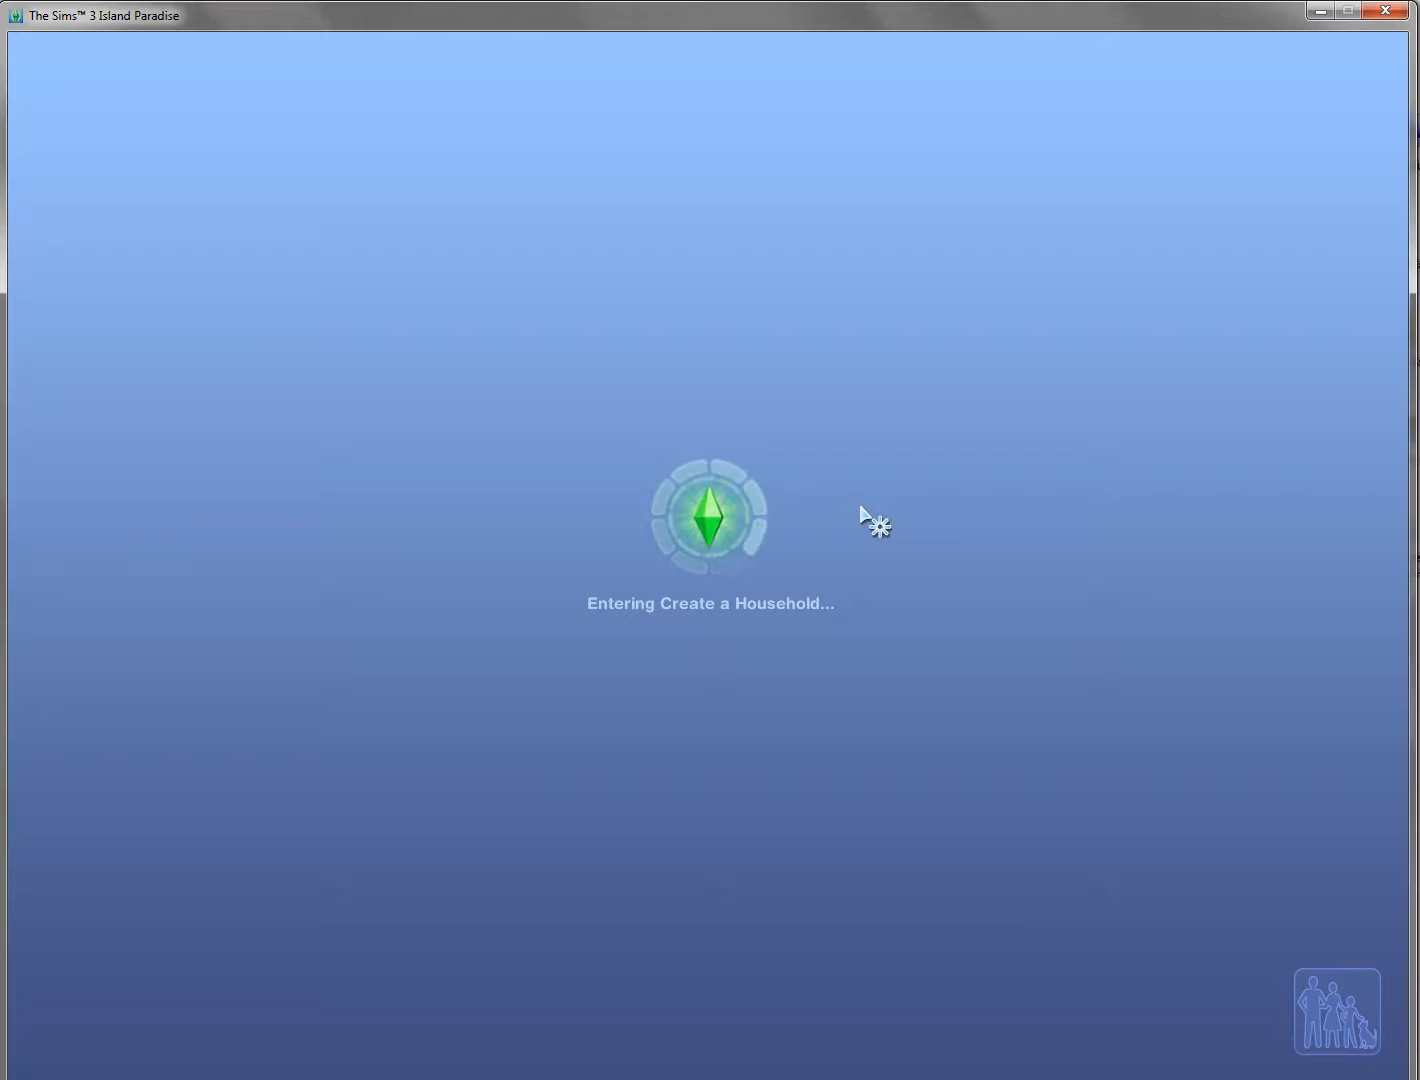 The Sims™ 3 Island Paradise
Entering Create a Household...